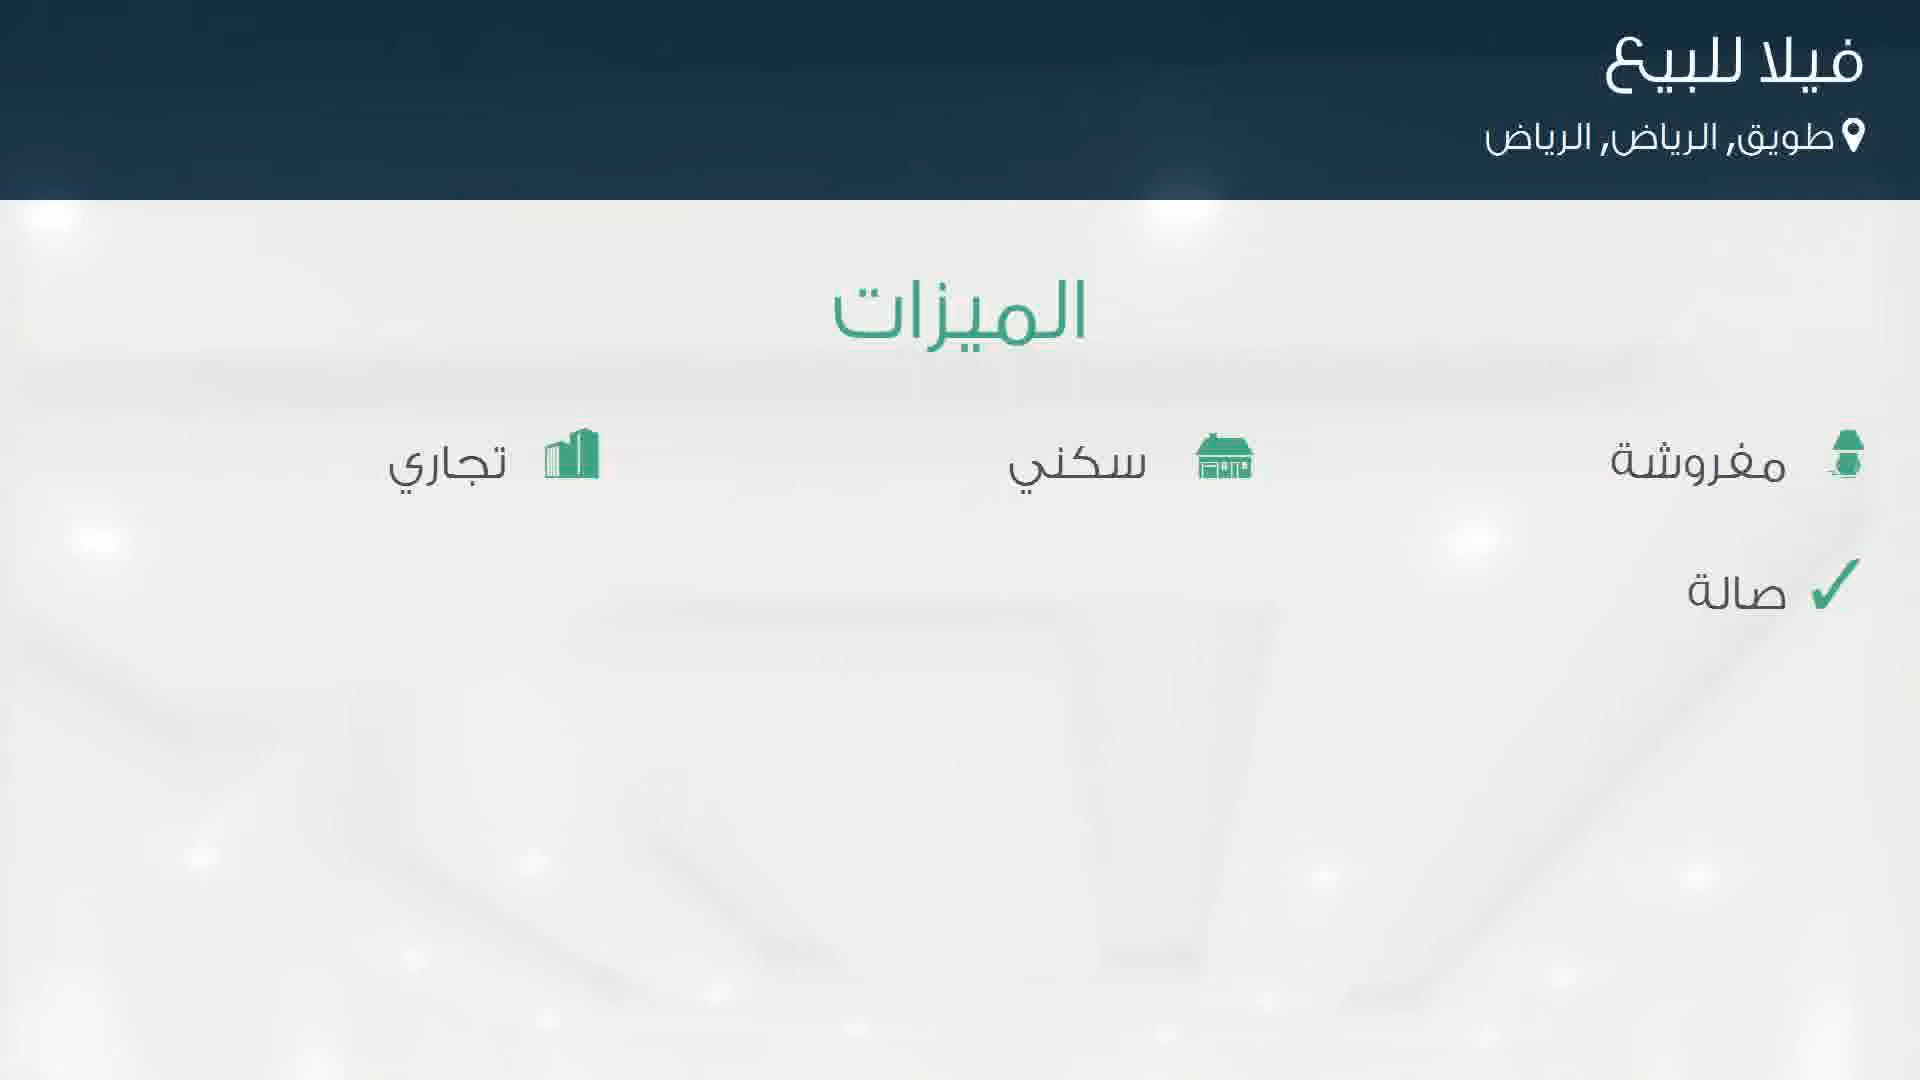 فيلا للبيع
طويق, الرياض, الرياض
الميزات
مفروشة
سكني
تجاري
صالة